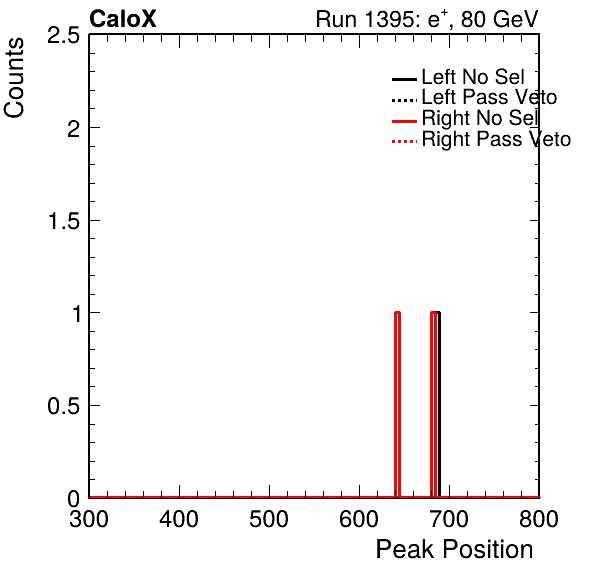 CaloX Run 1395: e⁺, 80 GeV
Counts
2.5
2
1.5
1
0.5
0
Left No Sel
Left Pass Veto
Right No Sel
Right Pass Veto
300 400 500 600 700 800
Peak Position